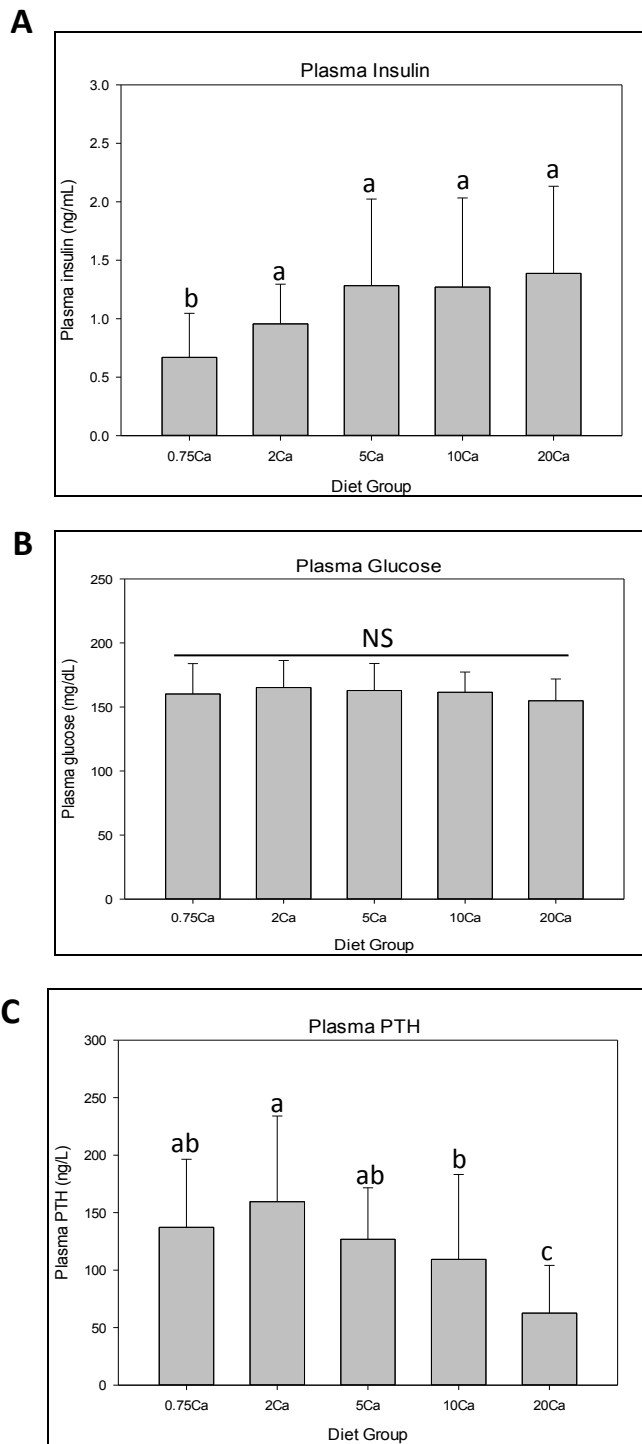 A
Plasma Insulin
3.0
2.5
2.0
1.5
1.0
0.5
0.0
Plasma insulin (ng/mL)
b
a
a
a
a
0.75Ca 2Ca 5Ca 10Ca 20Ca
Diet Group
B
Plasma Glucose
250
200
150
100
50
0
Plasma glucose (mg/dL)
NS
0.75Ca 2Ca 5Ca 10Ca 20Ca
Diet Group
C
Plasma PTH
300
250
200
150
100
50
0
Plasma PTH (ng/L)
ab
a
ab
b
c
0.75Ca 2Ca 5Ca 10Ca 20Ca
Diet Group